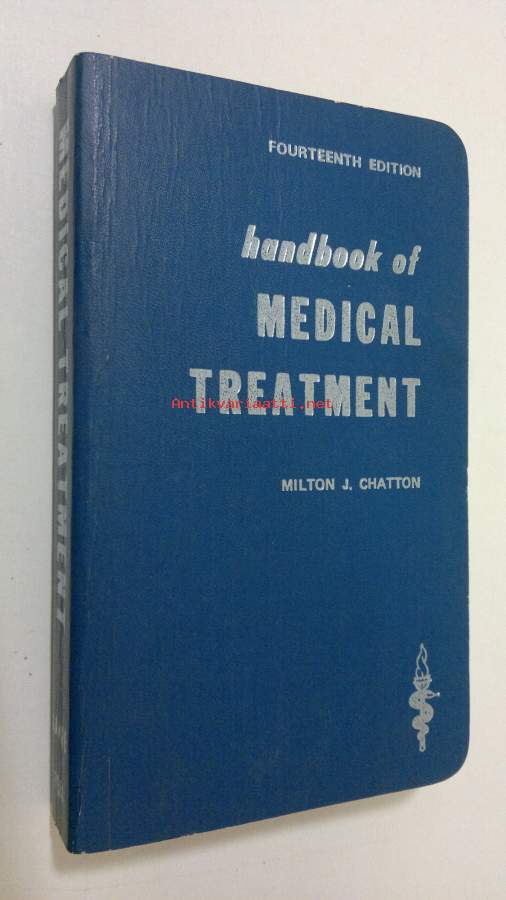 FOURTEENTH EDITION
handbook of
MEDICAL
TREATMENT
Antikvariaatti.net
MILTON J. CHATTON
MEDICAL TREATMENT